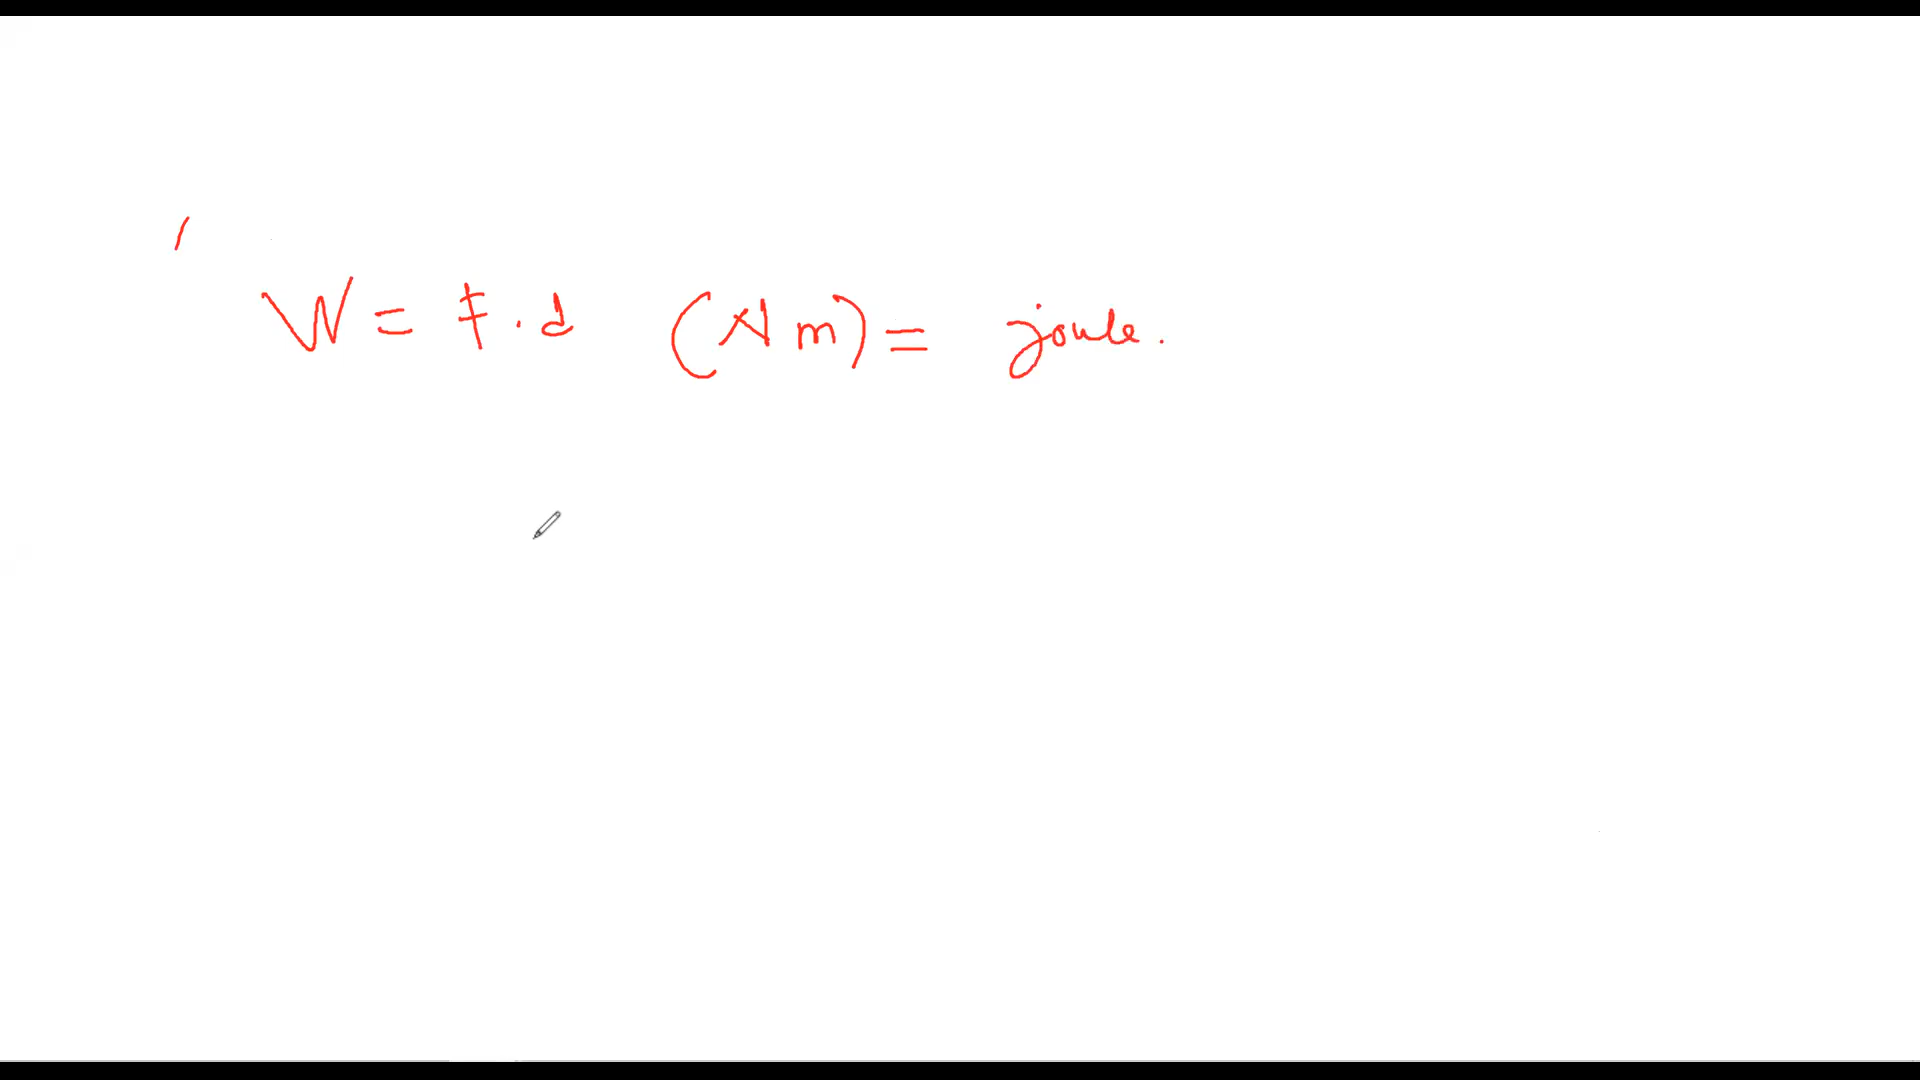 W = F . d (N m) = joule .